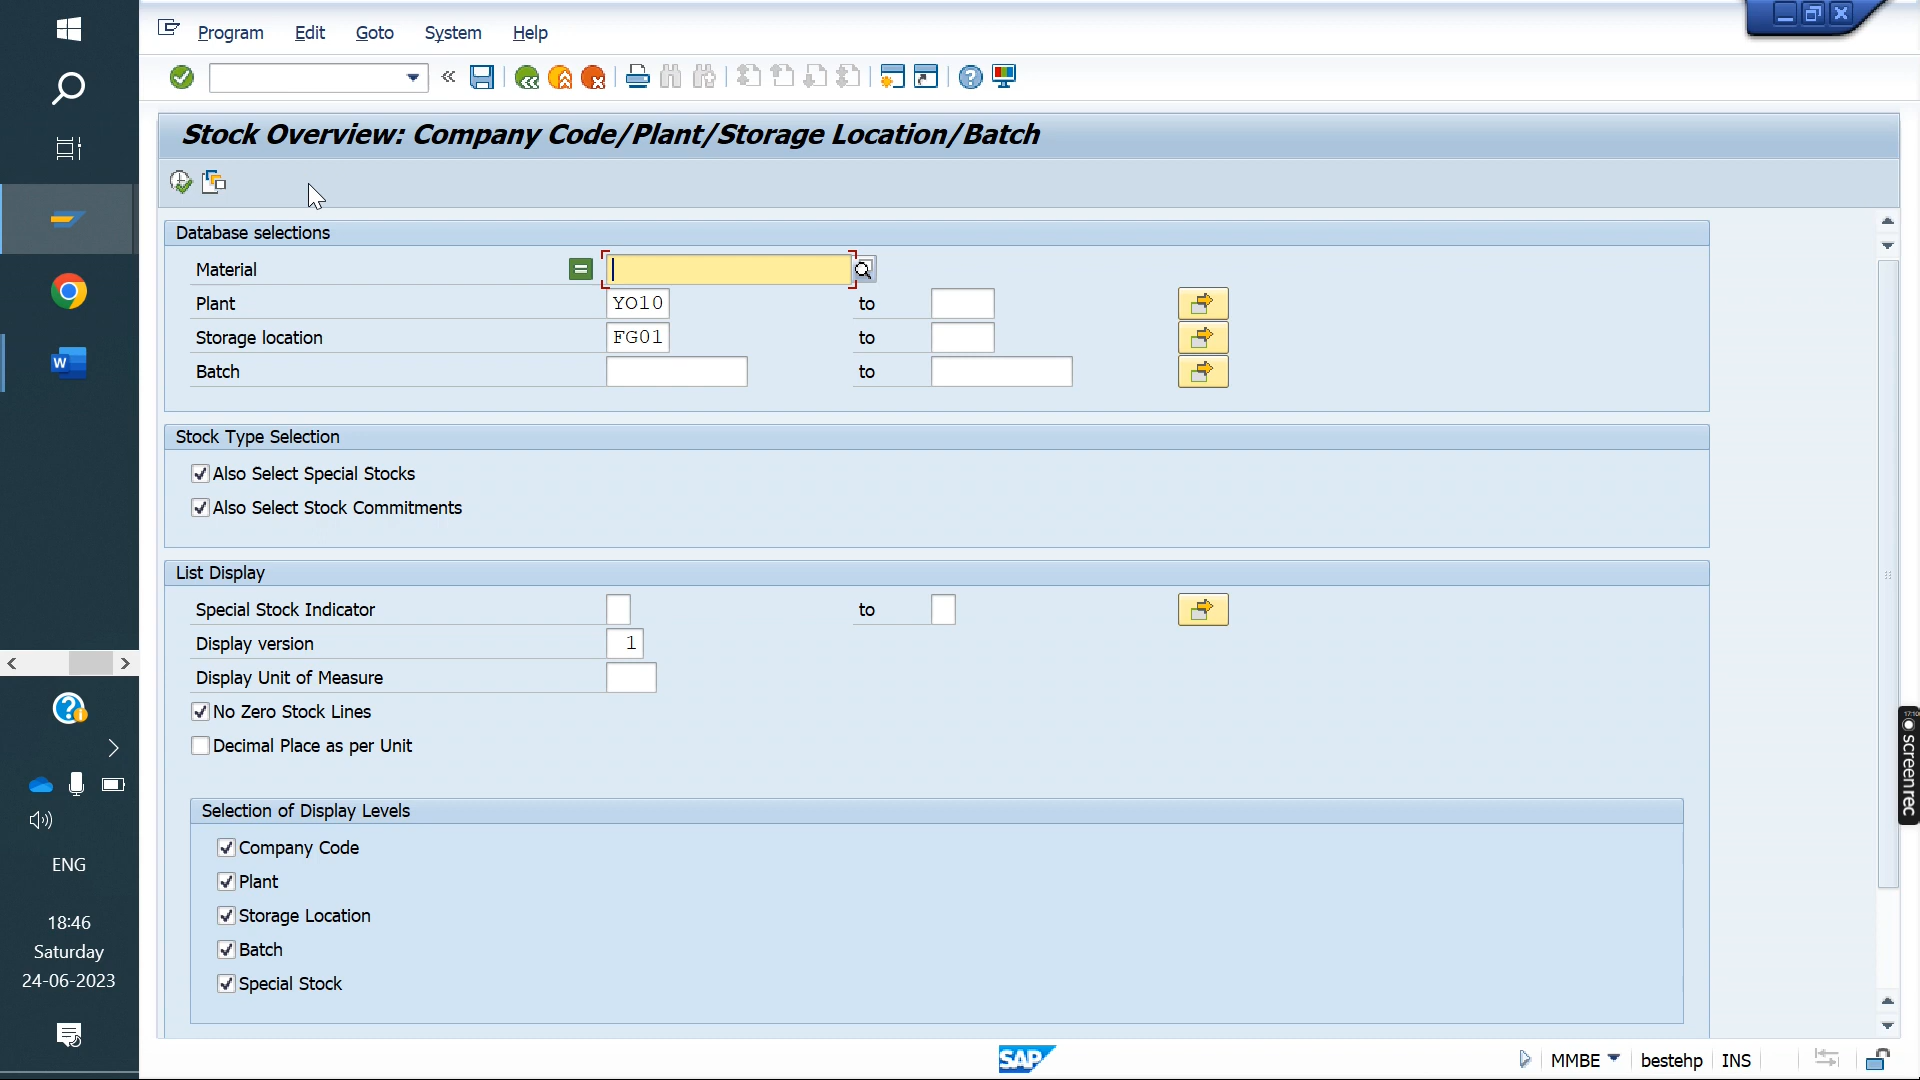 Program Edit Goto System Help
Stock Overview: Company Code/Plant/Storage Location/Batch
Database selections
Material
Plant YO10 to
Storage location FG01 to
Batch to
Stock Type Selection
Also Select Special Stocks
Also Select Stock Commitments
List Display
Special Stock Indicator to
Display version 1
Display Unit of Measure
No Zero Stock Lines
Decimal Place as per Unit
Selection of Display Levels
Company Code
Plant
Storage Location
Batch
Special Stock
SAP MMBE bestehp INS
W
ENG
18:46
Saturday
24-06-2023
screenrec